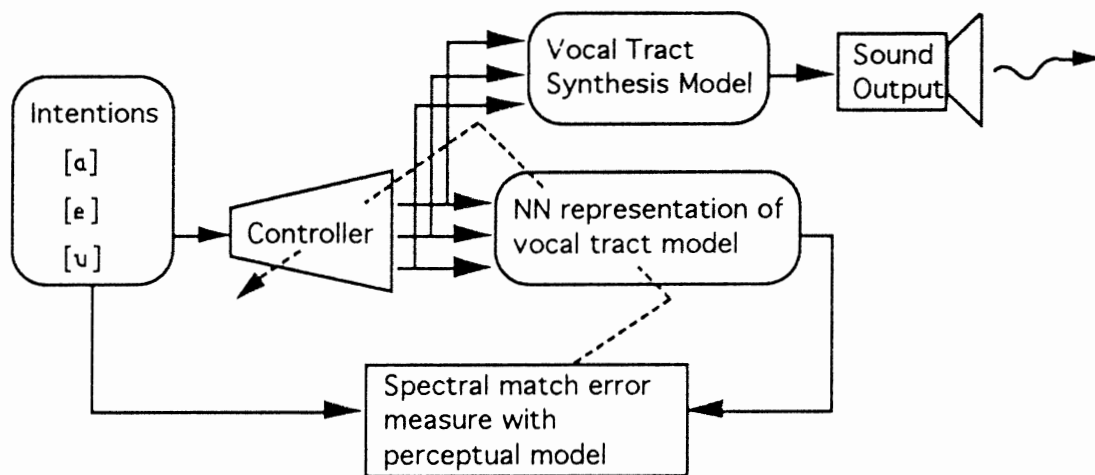 Vocal Tract
Synthesis Model
Sound
Output
Intentions
[a]
[e]
[u]
Controller
NN representation of
vocal tract model
Spectral match error
measure with
perceptual model